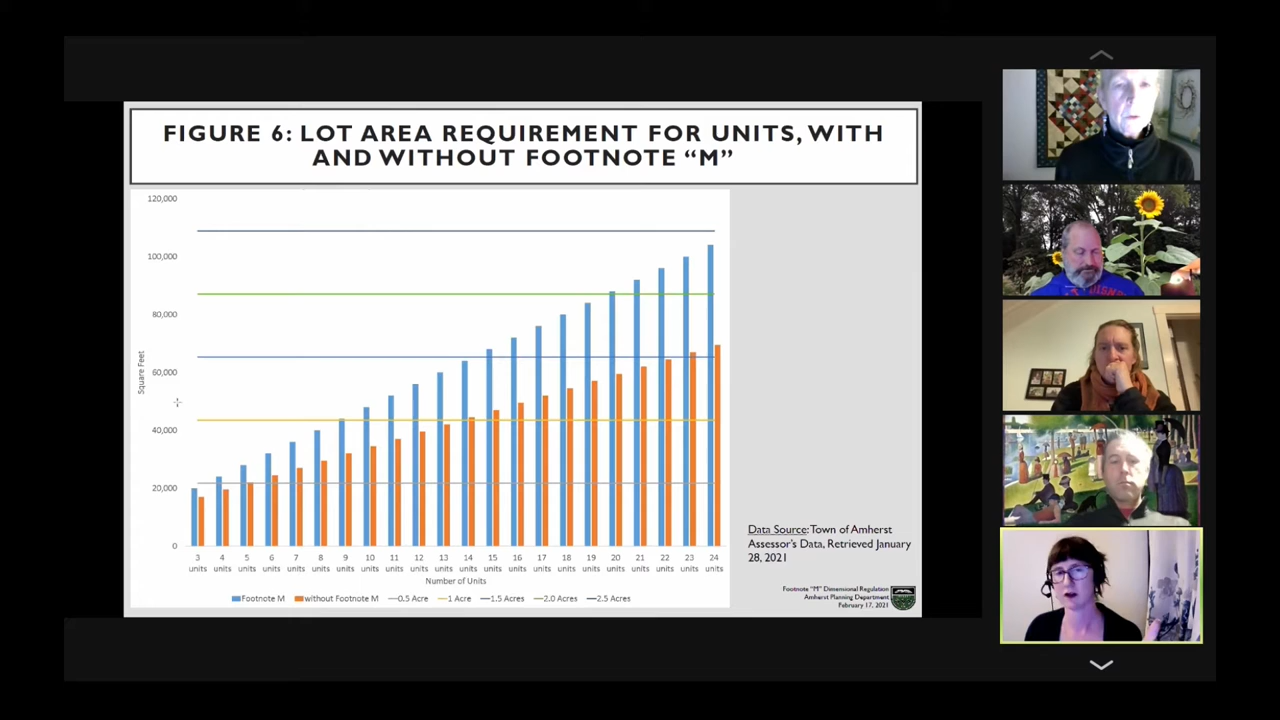 FIGURE 6: LOT AREA REQUIREMENT FOR UNITS, WITH
AND WITHOUT FOOTNOTE “M”
120,000
100,000
80,000
60,000
40,000
20,000
0
Square Feet
3 units 4 units 5 units 6 units 7 units 8 units 9 units 10 units 11 units 12 units 13 units 14 units 15 units 16 units 17 units 18 units 19 units 20 units 21 units 22 units 23 units 24 units
Number of Units
Footnote M without Footnote M 0.5 Acre 1 Acre 1.5 Acres 2.0 Acres 2.5 Acres
Data Source: Town of Amherst
Assessor's Data, Retrieved January
28, 2021
Footnote “M” Dimensional Regulation
Amherst Planning Department
February 17, 2021